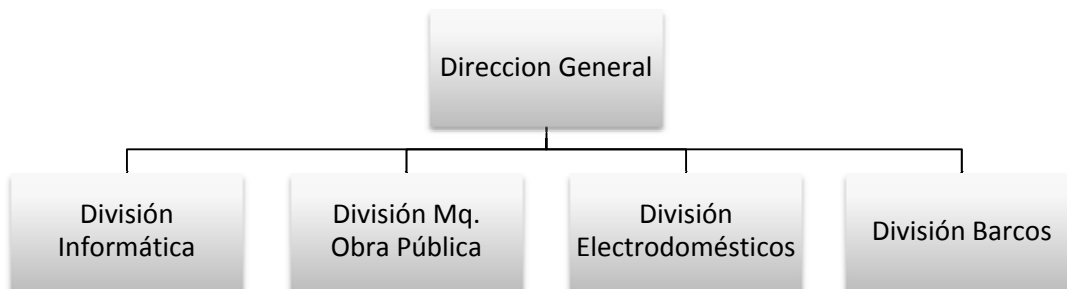 Direccion General
División
Informática
División Mq.
Obra Pública
División
Electrodomésticos
División Barcos